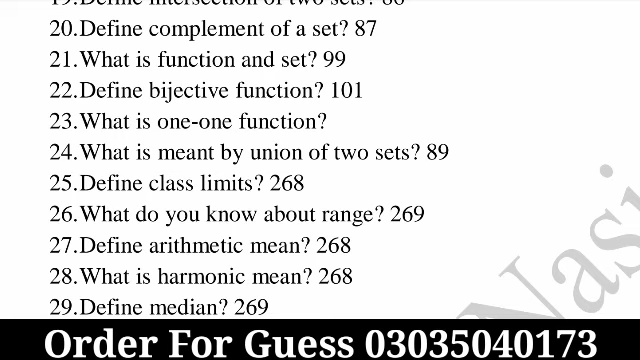 19.Define intersection of two sets? 86
20.Define complement of a set? 87
21.What is function and set? 99
22.Define bijective function? 101
23.What is one-one function?
24.What is meant by union of two sets? 89
25.Define class limits? 268
26.What do you know about range? 269
27.Define arithmetic mean? 268
28.What is harmonic mean? 268
29.Define median? 269
Nasi
Order For Guess 03035040173